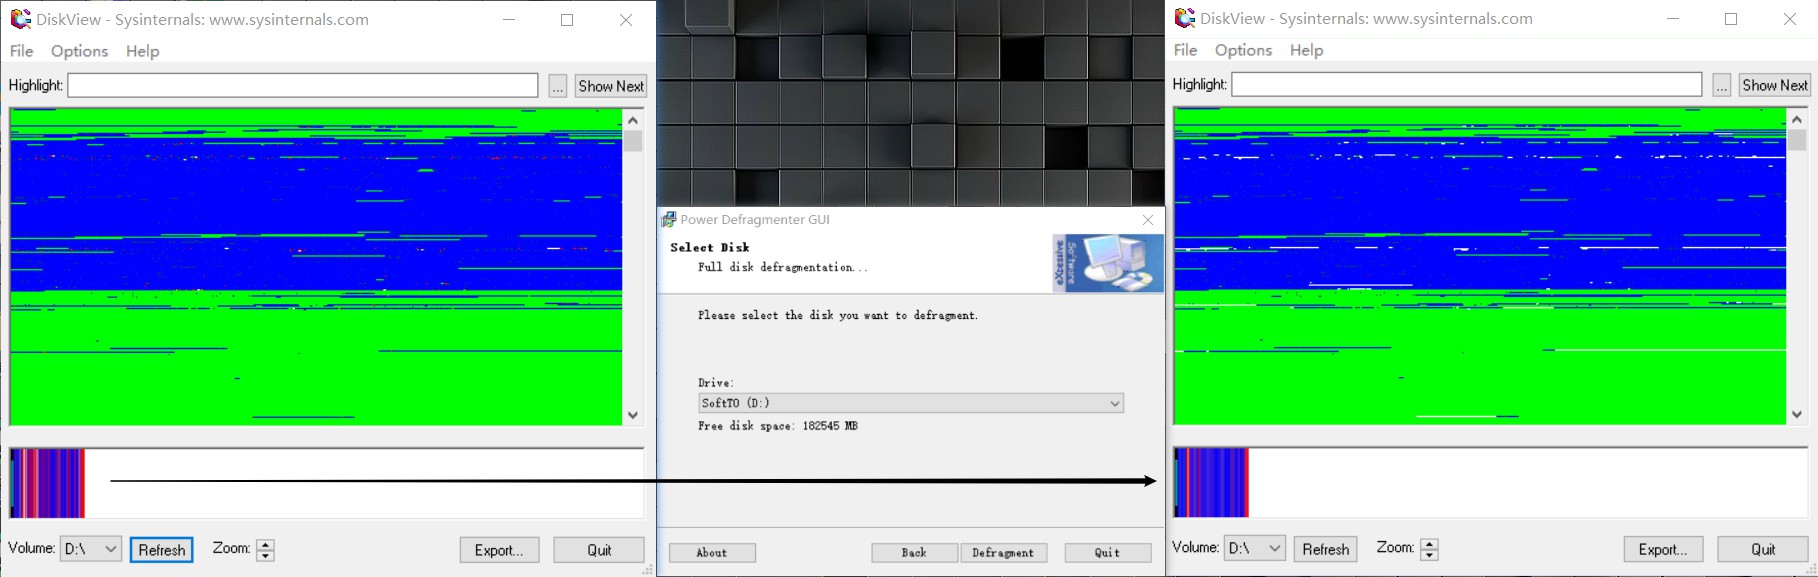 DiskView - Sysinternals: www.sysinternals.com
File Options Help
Highlight: ... Show Next
Volume: D:\ Refresh Zoom: Export... Quit
Power Defragmenter GUI
Select Disk
Full disk defragmentation...
eXcessive
Software
Please select the disk you want to defragment.
Drive:
SoftTO (D:)
Free disk space: 182545 MB
About Back Defragment Quit
DiskView - Sysinternals: www.sysinternals.com
File Options Help
Highlight: ... Show Next
Volume: D:\ Refresh Zoom: Export... Quit